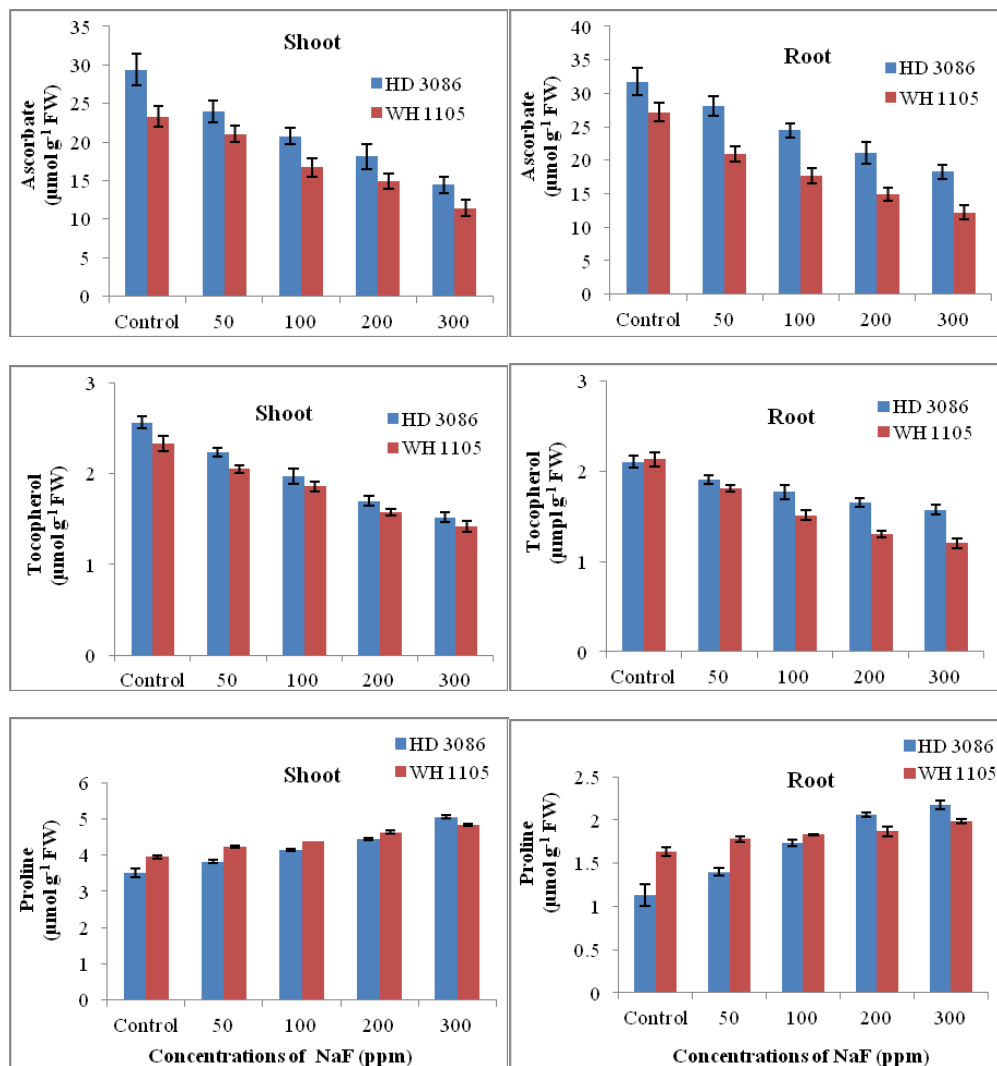 Shoot
HD 3086
WH 1105
Ascorbate
(µmol g-1 FW)
35
30
25
20
15
10
5
0
Control 50 100 200 300
Root
HD 3086
WH 1105
Ascorbate
(µmol g-1 FW)
40
35
30
25
20
15
10
5
0
Control 50 100 200 300
Shoot
HD 3086
WH 1105
Tocopherol
(µmol g-1 FW)
3
2
1
0
Control 50 100 200 300
Root
HD 3086
WH 1105
Tocopherol
(µmpl g-1 FW)
3
2
1
0
Control 50 100 200 300
HD 3086
WH 1105
Shoot
Proline
(µmol g-1 FW)
6
5
4
3
2
1
0
Control 50 100 200 300
Concentrations of NaF (ppm)
HD 3086
WH 1105
Root
Proline
(µmol g-1 FW)
2.5
2
1.5
1
0.5
0
Control 50 100 200 300
Concentrations of NaF (ppm)